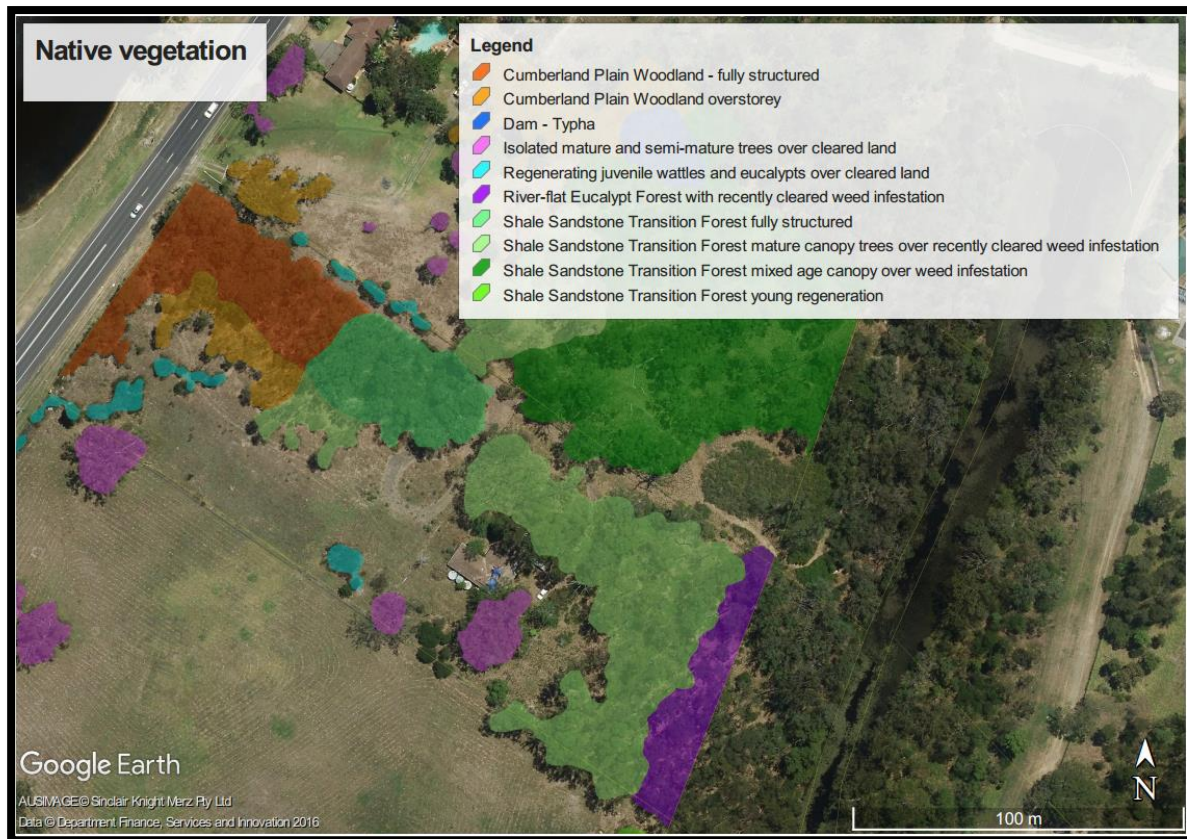 Native vegetation
Legend
Cumberland Plain Woodland - fully structured
Cumberland Plain Woodland overstorey
Dam - Typha
Isolated mature and semi-mature trees over cleared land
Regenerating juvenile wattles and eucalypts over cleared land
River-flat Eucalypt Forest with recently cleared weed infestation
Shale Sandstone Transition Forest fully structured
Shale Sandstone Transition Forest mature canopy trees over recently cleared weed infestation
Shale Sandstone Transition Forest mixed age canopy over weed infestation
Shale Sandstone Transition Forest young regeneration
Google Earth
AUSIMAGE© Sinclair Knight Merz Pty Ltd
Data © Department Finance, Services and Innovation 2016
N
100 m